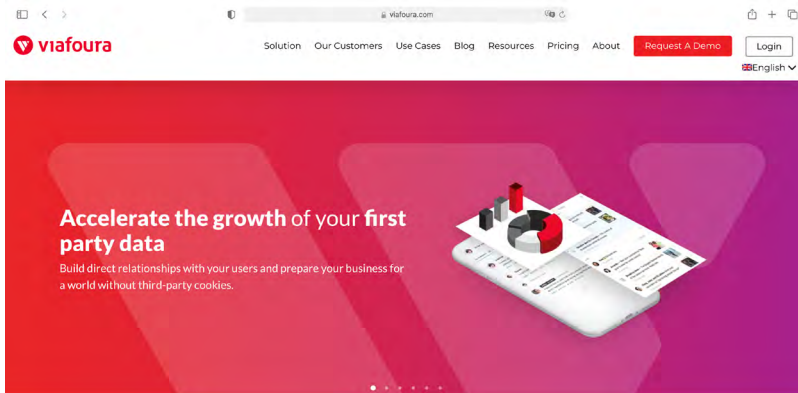 viafoura.com
viafoura
Solution Our Customers Use Cases Blog Resources Pricing About Request A Demo Login
English
Accelerate the growth of your first
party data
Build direct relationships with your users and prepare your business for
a world without third-party cookies.